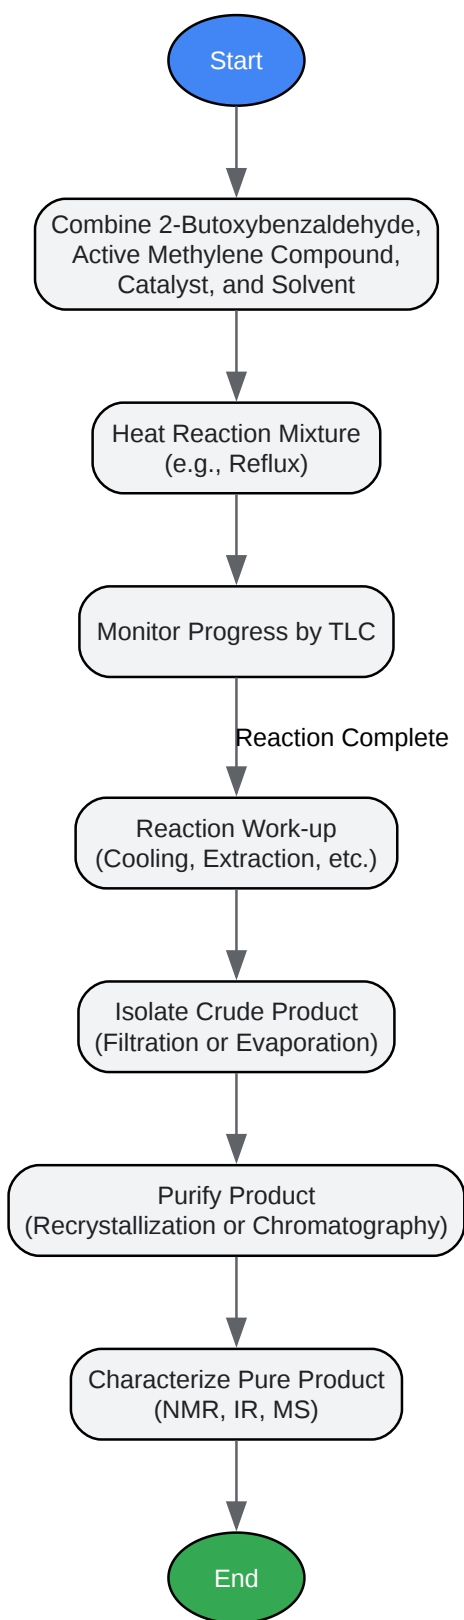 Start
Combine 2-Butoxybenzaldehyde,
Active Methylene Compound,
Catalyst, and Solvent
Heat Reaction Mixture
(e.g., Reflux)
Monitor Progress by TLC
Reaction Complete
Reaction Work-up
(Cooling, Extraction, etc.)
Isolate Crude Product
(Filtration or Evaporation)
Purify Product
(Recrystallization or Chromatography)
Characterize Pure Product
(NMR, IR, MS)
End